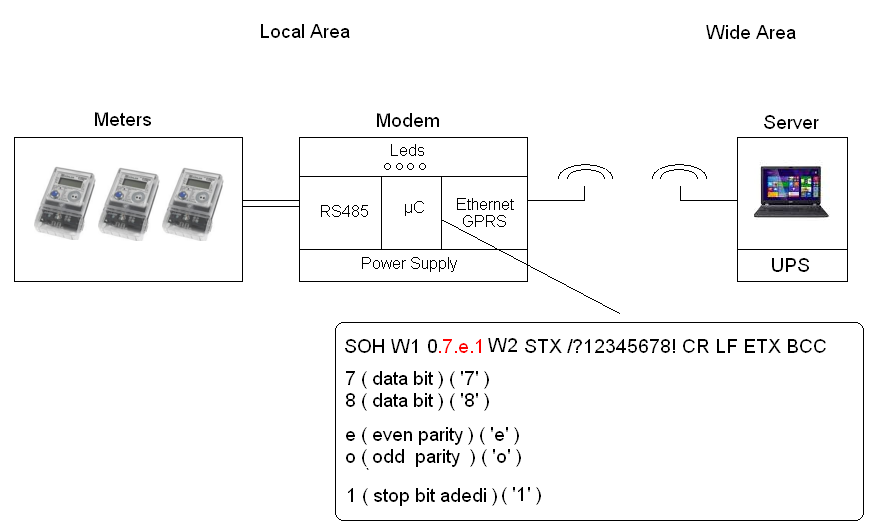 Local Area
Wide Area
Meters
Modem
Server
Leds
RS485
µC
Ethernet
GPRS
Power Supply
UPS
SOH W1 0.7.e.1 W2 STX /?12345678! CR LF ETX BCC
7 ( data bit ) ( '7' )
8 ( data bit ) ( '8' )
e ( even parity ) ( 'e' )
o ( odd parity ) ( 'o' )
1 ( stop bit adedi ) ( '1' )